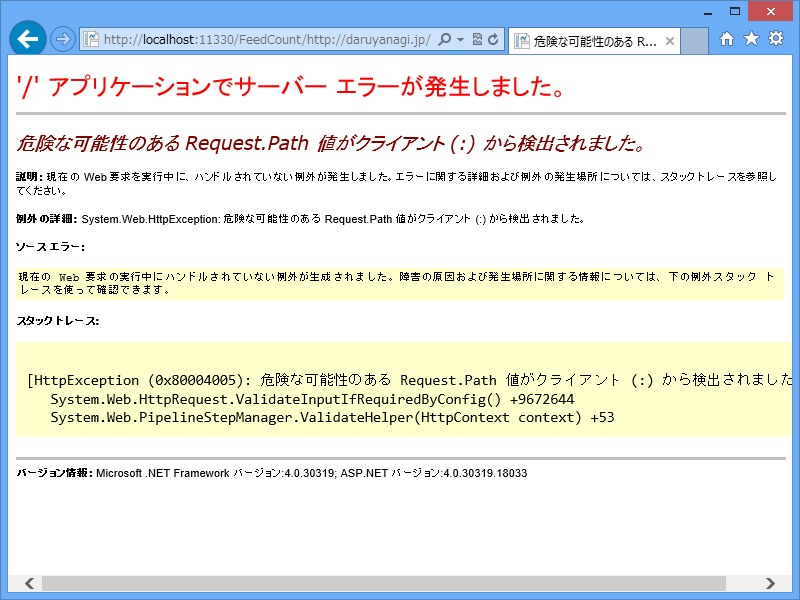 http://localhost:11330/FeedCount/http://daruyanagi.jp/
危険な可能性のある R...
'/' アプリケーションでサーバー エラーが発生しました。
危険な可能性のある Request.Path 値がクライアント (:) から検出されました。
説明: 現在の Web 要求を実行中に、ハンドルされていない例外が発生しました。エラーに関する詳細および例外の発生場所については、スタック トレースを参照し
てください。
例外の詳細: System.Web.HttpException: 危険な可能性のある Request.Path 値がクライアント (:) から検出されました。
ソース エラー:
現在の Web 要求の実行中にハンドルされていない例外が生成されました。障害の原因および発生場所に関する情報については、下の例外スタック ト
レースを使って確認できます。
スタック トレース:
[HttpException (0x80004005): 危険な可能性のある Request.Path 値がクライアント (:) から検出されました
System.Web.HttpRequest.ValidateInputIfRequiredByConfig() +9672644
System.Web.PipelineStepManager.ValidateHelper(HttpContext context) +53
バージョン情報: Microsoft .NET Framework バージョン:4.0.30319; ASP.NET バージョン:4.0.30319.18033